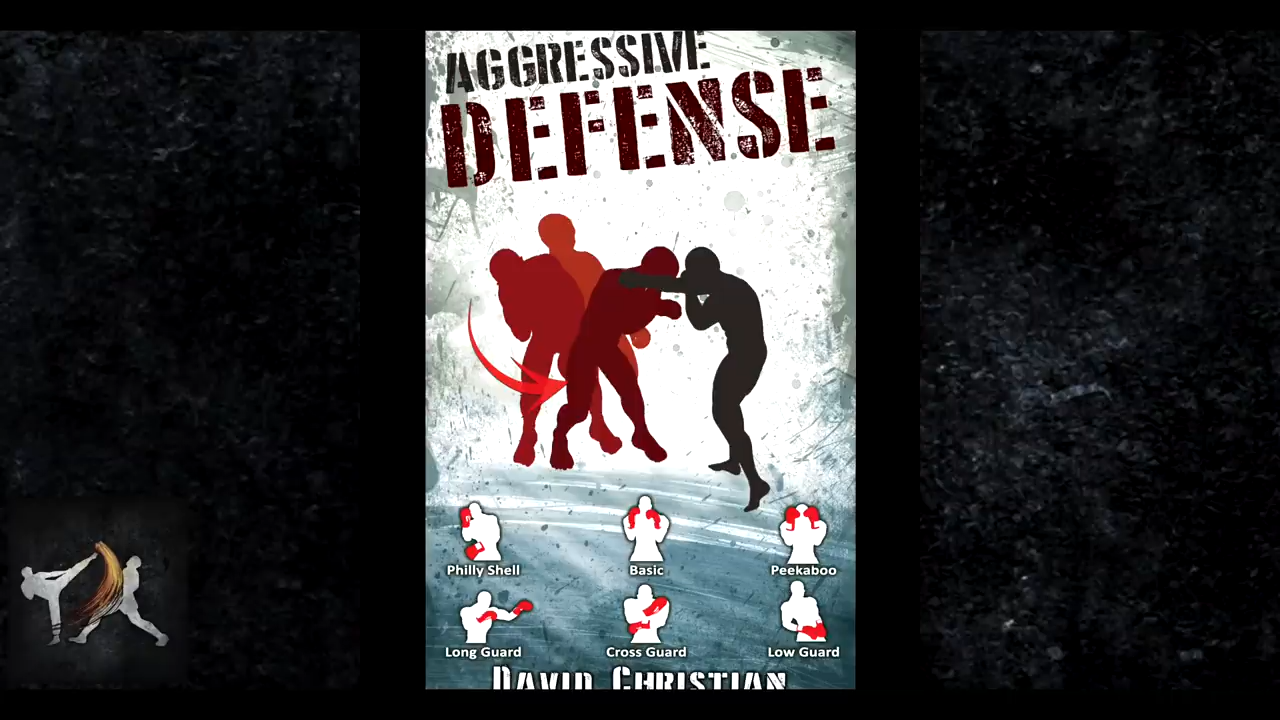 AGGRESSIVE
DEFENSE
Philly Shell
Basic
Peekaboo
Long Guard
Cross Guard
Low Guard
DAVID CHRISTIAN